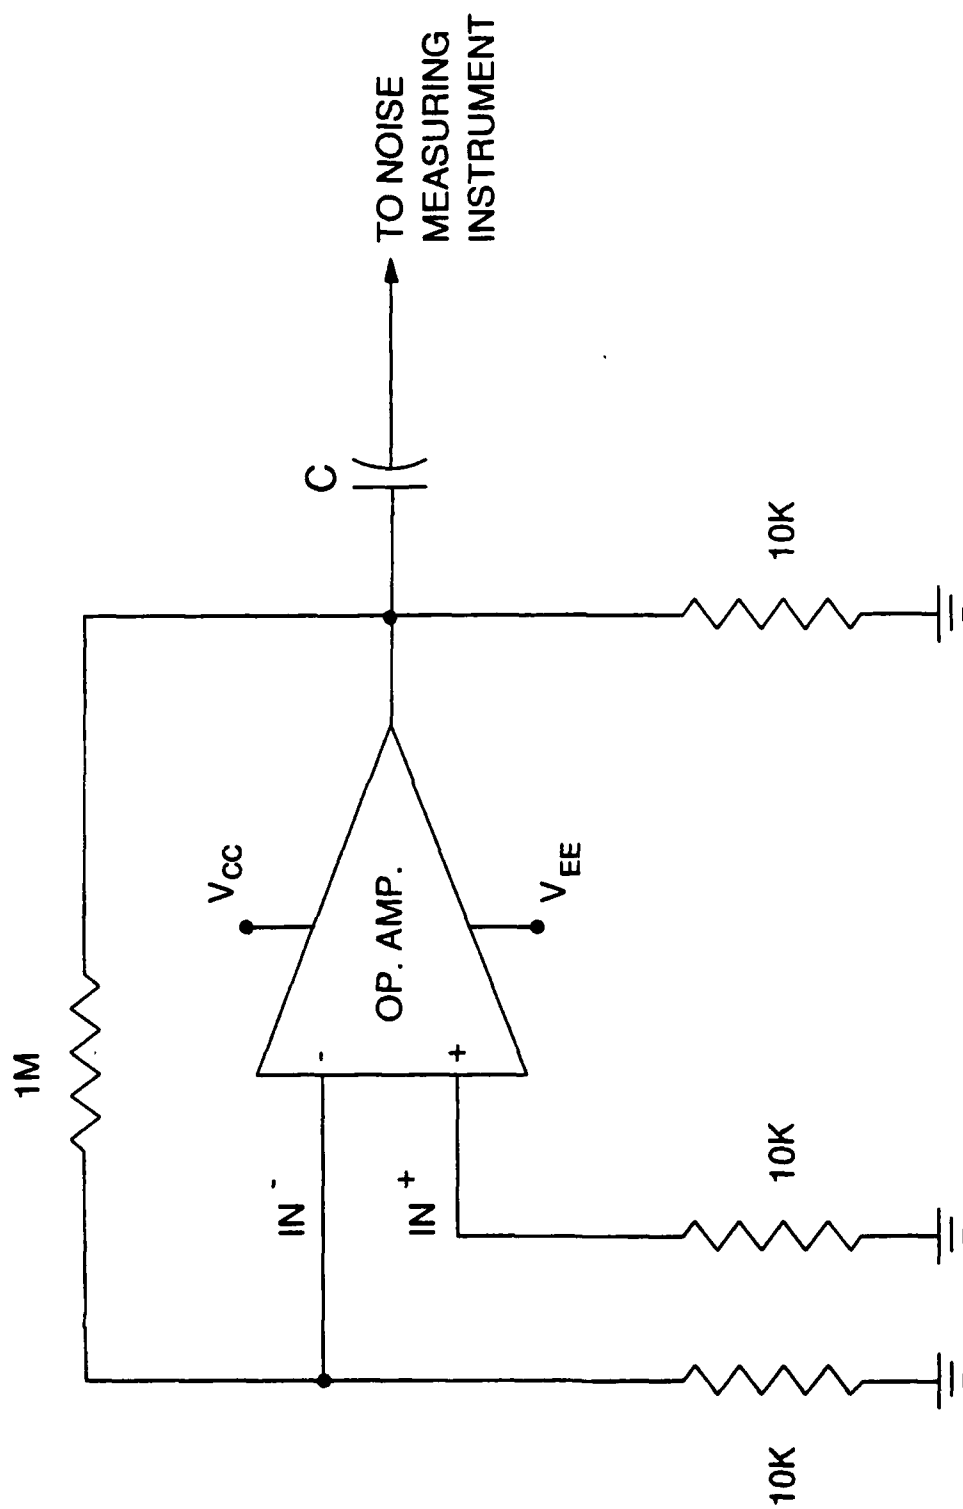 1M
VCC
C
TO NOISE
MEASURING
INSTRUMENT
IN -
-
OP. AMP.
IN +
+
VEE
10K
10K
10K